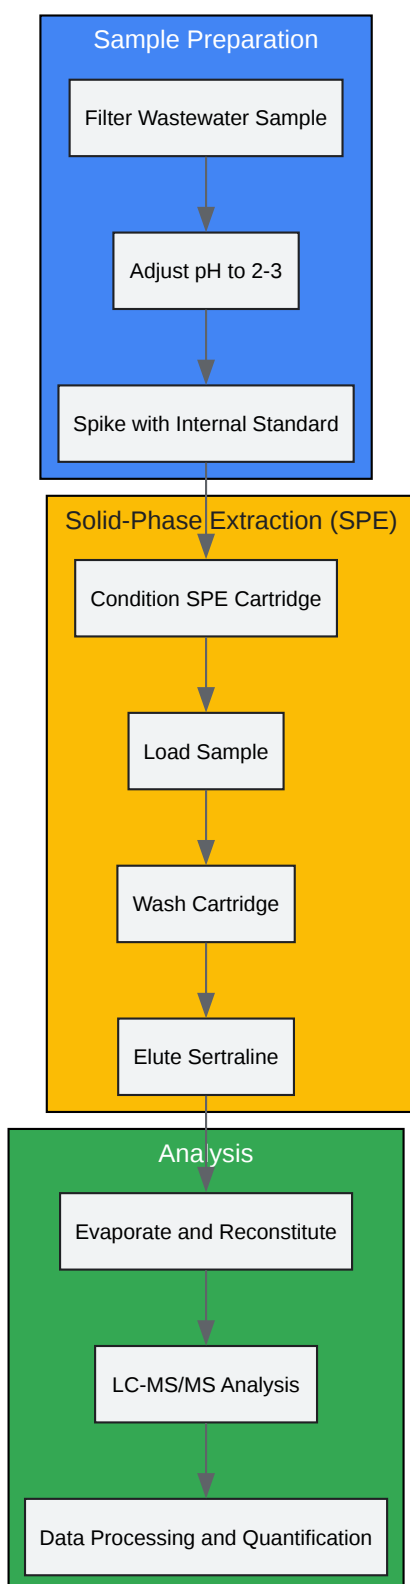 Sample Preparation
Filter Wastewater Sample
Adjust pH to 2-3
Spike with Internal Standard
Solid-Phase Extraction (SPE)
Condition SPE Cartridge
Load Sample
Wash Cartridge
Elute Sertraline
Analysis
Evaporate and Reconstitute
LC-MS/MS Analysis
Data Processing and Quantification